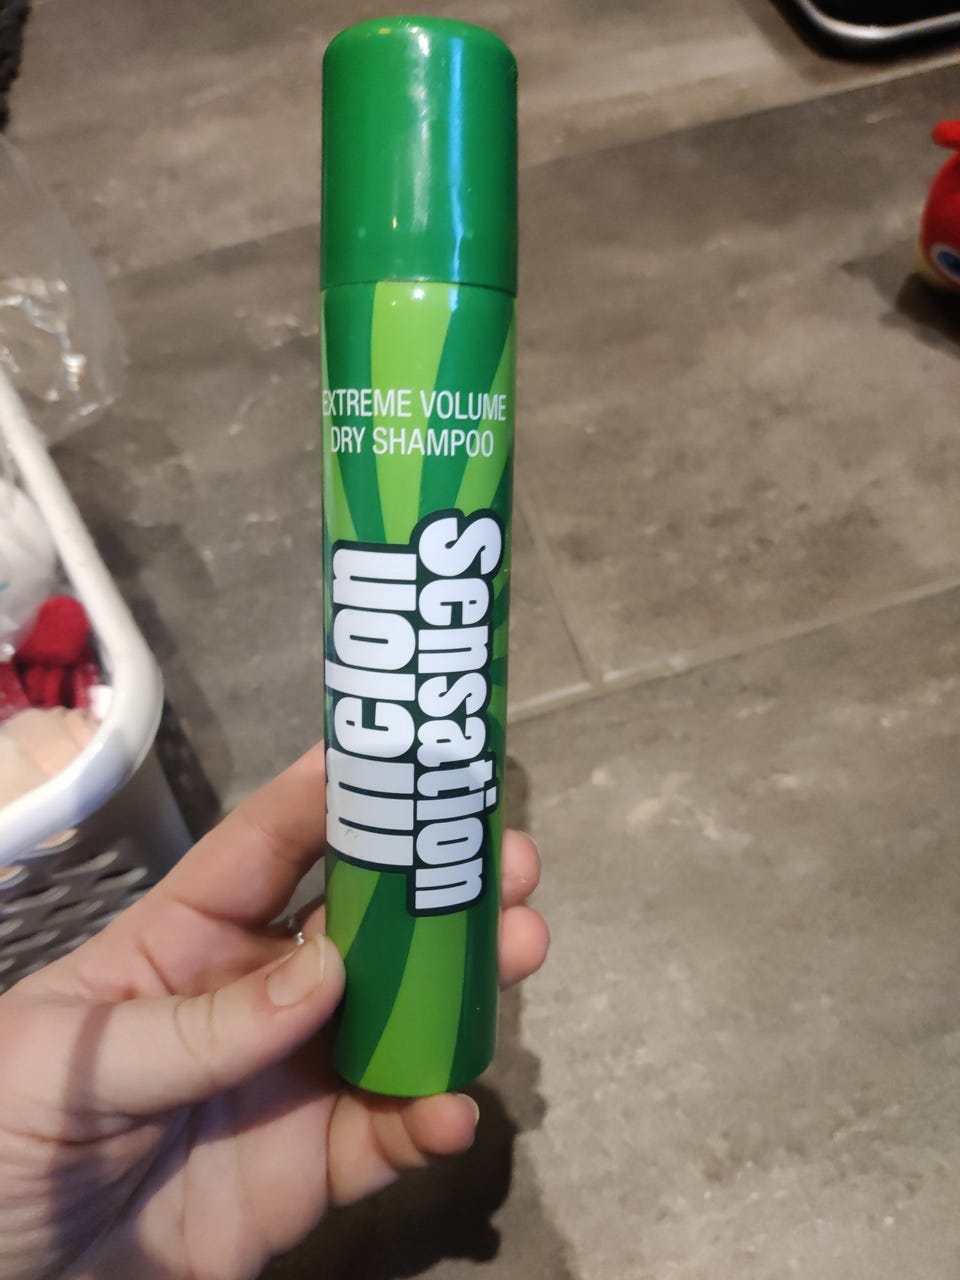 EXTREME VOLUME
DRY SHAMPOO
melon
sensation